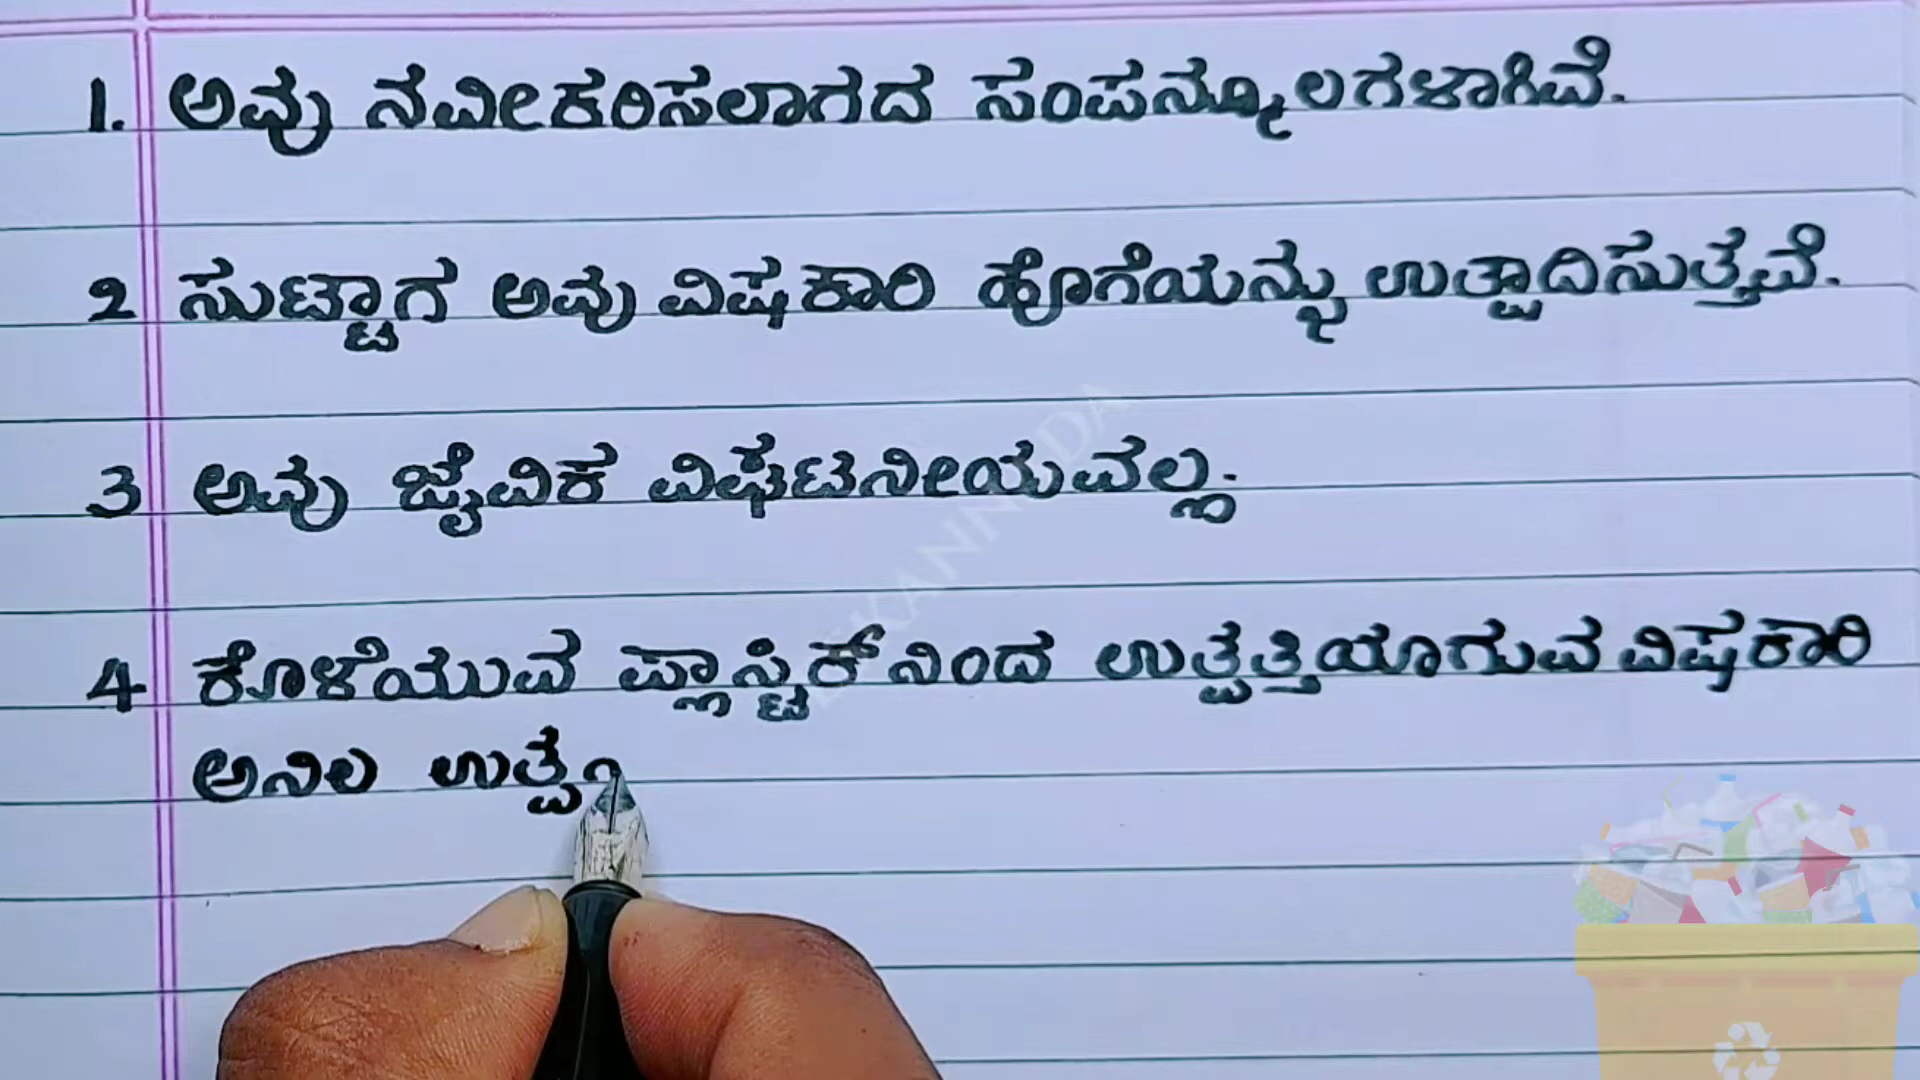 1. ಅವು ನವೀಕರಿಸಲಾಗದ ಸಂಪನ್ಮೂಲಗಳಾಗಿವೆ.
2 ಸುಟ್ಟಾಗ ಅವು ವಿಷಕಾರಿ ಹೊಗೆಯನ್ನು ಉತ್ಪಾದಿಸುತ್ತವೆ.
3 ಅವು ಜೈವಿಕ ವಿಘಟನೀಯವಲ್ಲ.
4 ಕೊಳೆಯುವ ಪ್ಲಾಸ್ಟಿಕ್‌ನಿಂದ ಉತ್ಪತ್ತಿಯಾಗುವ ವಿಷಕಾರಿ
ಅನಿಲ